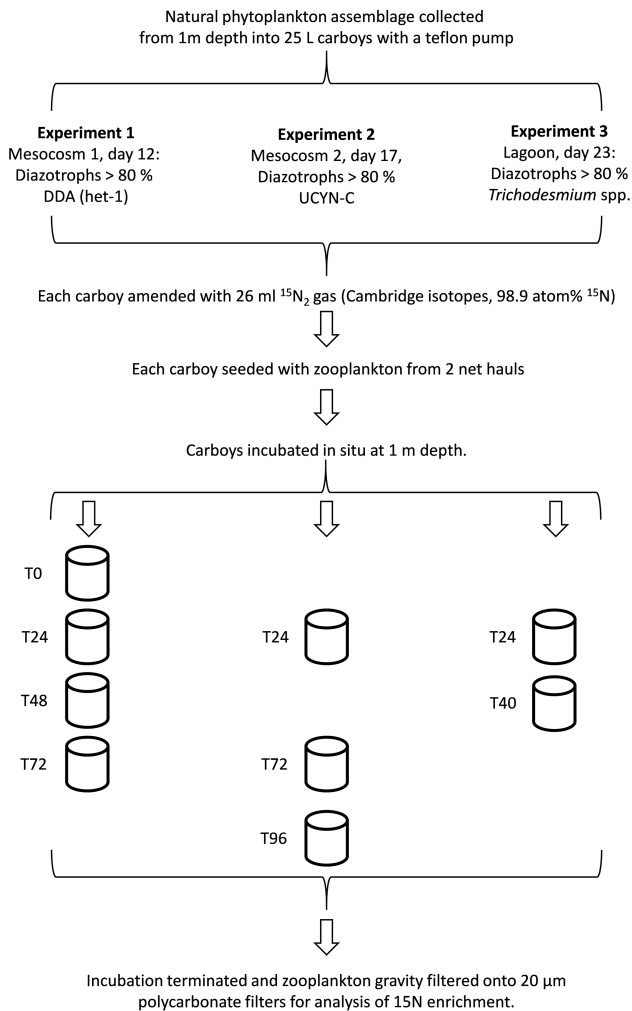 Natural phytoplankton assemblage collected
from 1m depth into 25 L carboys with a teflon pump
Experiment 1
Mesocosm 1, day 12:
Diazotrophs > 80 %
DDA (het-1)
Experiment 2
Mesocosm 2, day 17,
Diazotrophs > 80 %
UCYN-C
Experiment 3
Lagoon, day 23:
Diazotrophs > 80 %
Trichodesmium spp.
Each carboy amended with 26 ml ¹⁵N₂ gas (Cambridge isotopes, 98.9 atom% ¹⁵N)
Each carboy seeded with zooplankton from 2 net hauls
Carboys incubated in situ at 1 m depth.
T0
T24
T48
T72
T24
T72
T96
T24
T40
Incubation terminated and zooplankton gravity filtered onto 20 µm
polycarbonate filters for analysis of 15N enrichment.